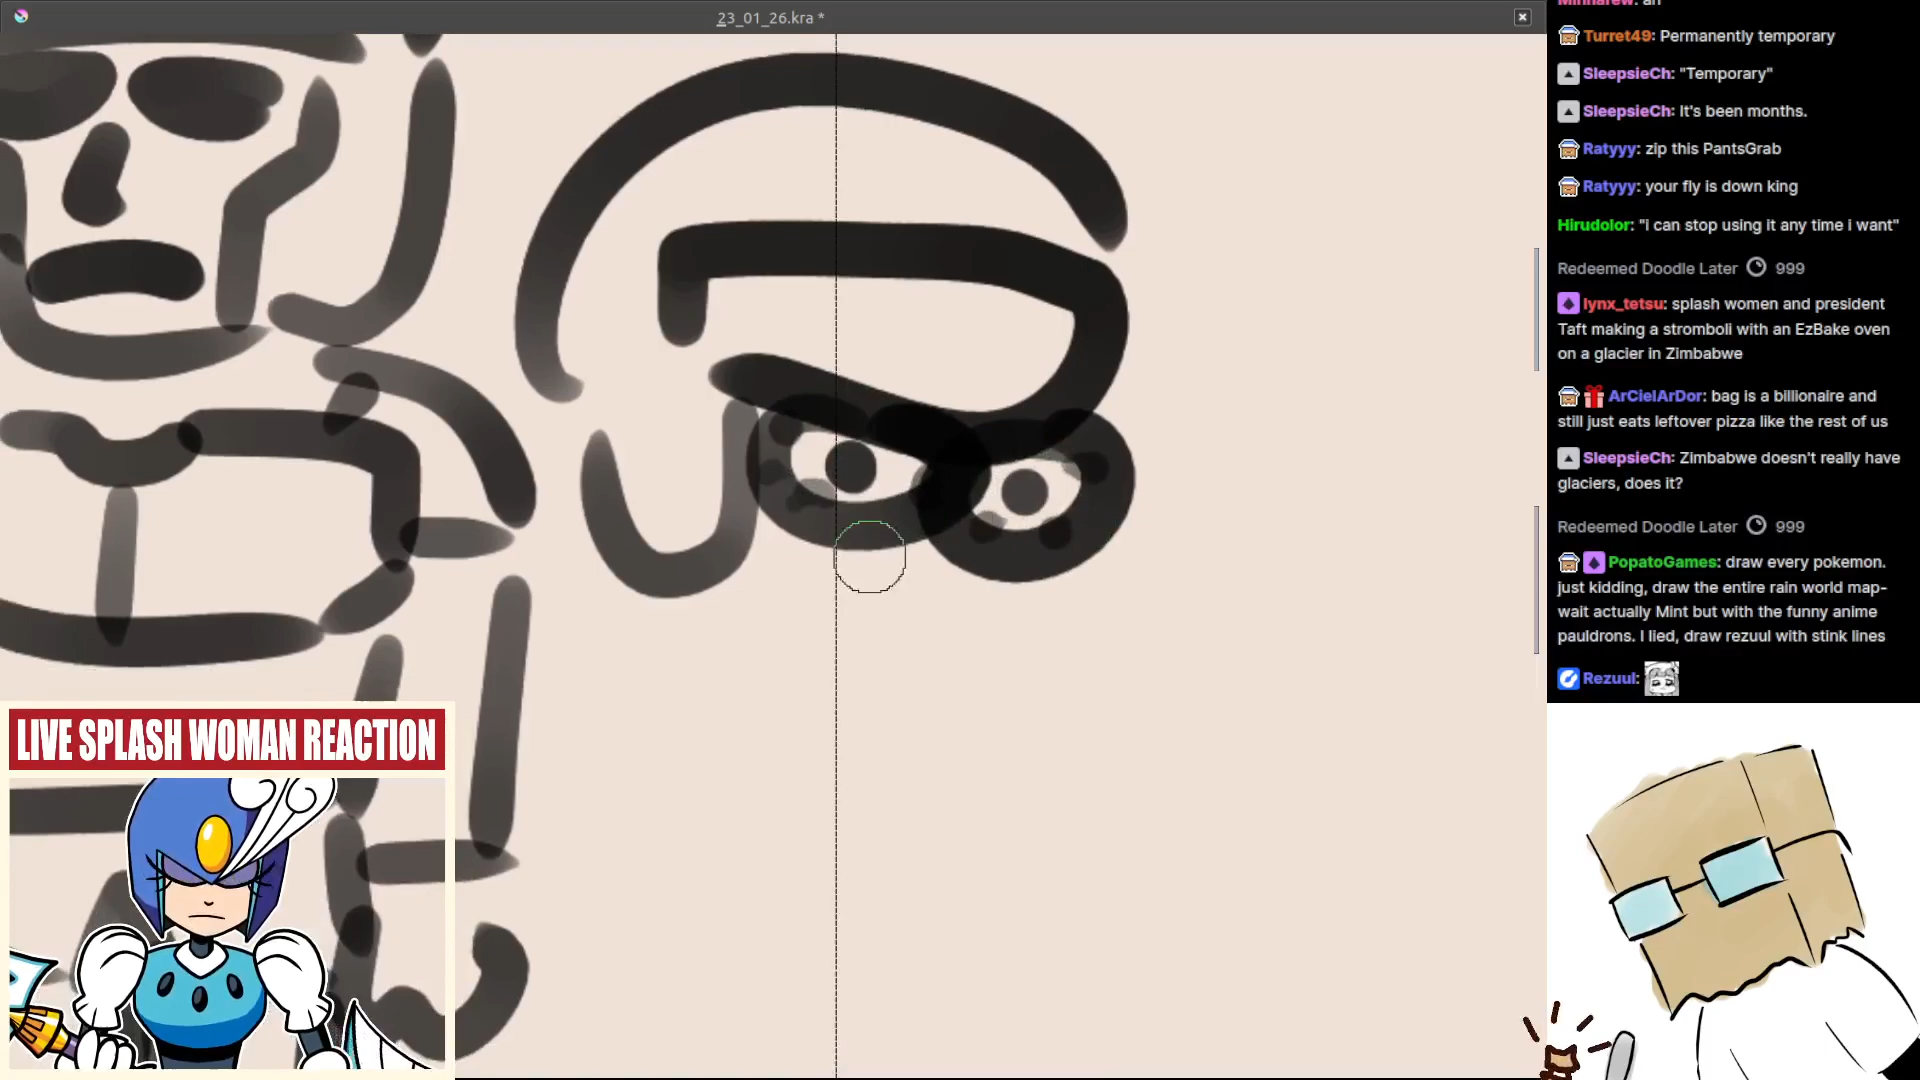 23_01_26.kra *
Turret49: Permanently temporary
SleepsieCh: "Temporary"
SleepsieCh: It's been months.
Ratyyy: zip this PantsGrab
Ratyyy: your fly is down king
Hirudolor: "i can stop using it any time i want"
Redeemed Doodle Later 999
lynx_tetsu: splash women and president
Taft making a stromboli with an EzBake oven
on a glacier in Zimbabwe
ArCielArDor: bag is a billionaire and
still just eats leftover pizza like the rest of us
SleepsieCh: Zimbabwe doesn't really have
glaciers, does it?
Redeemed Doodle Later 999
PopatoGames: draw every pokemon.
just kidding, draw the entire rain world map-
wait actually Mint but with the funny anime
pauldrons. I lied, draw rezuul with stink lines
Rezuul:
LIVE SPLASH WOMAN REACTION